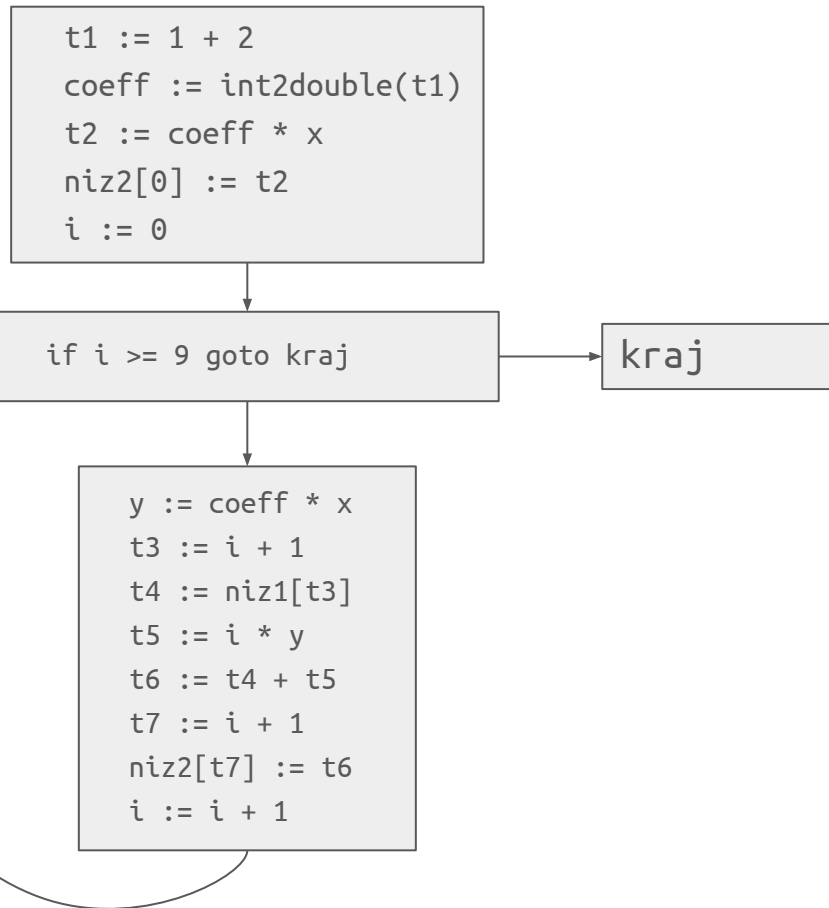 t1 := 1 + 2
coeff := int2double(t1)
t2 := coeff * x
niz2[0] := t2
i := 0
if i >= 9 goto kraj
kraj
y := coeff * x
t3 := i + 1
t4 := niz1[t3]
t5 := i * y
t6 := t4 + t5
t7 := i + 1
niz2[t7] := t6
i := i + 1